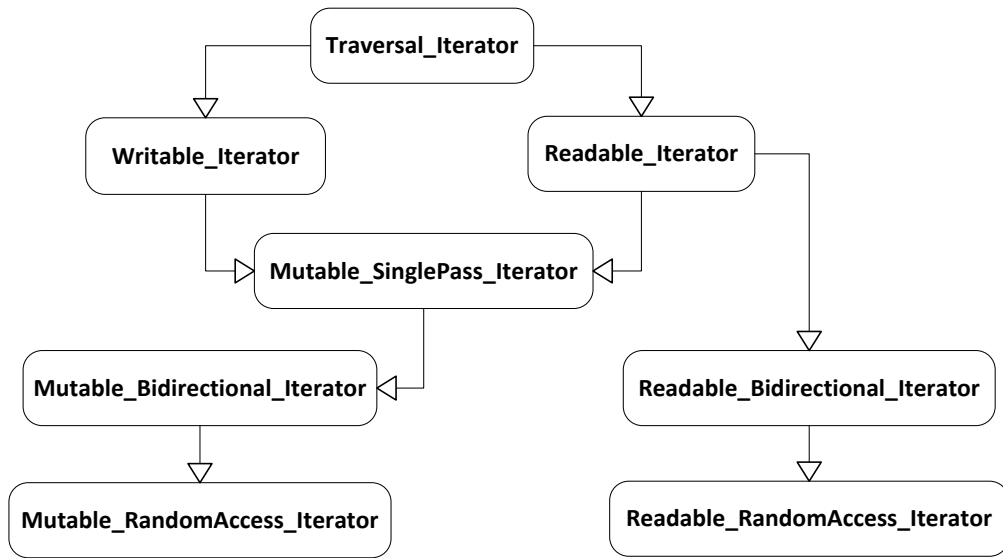 Traversal_Iterator
Writable_Iterator
Readable_Iterator
Mutable_SinglePass_Iterator
Mutable_Bidirectional_Iterator
Readable_Bidirectional_Iterator
Mutable_RandomAccess_Iterator
Readable_RandomAccess_Iterator